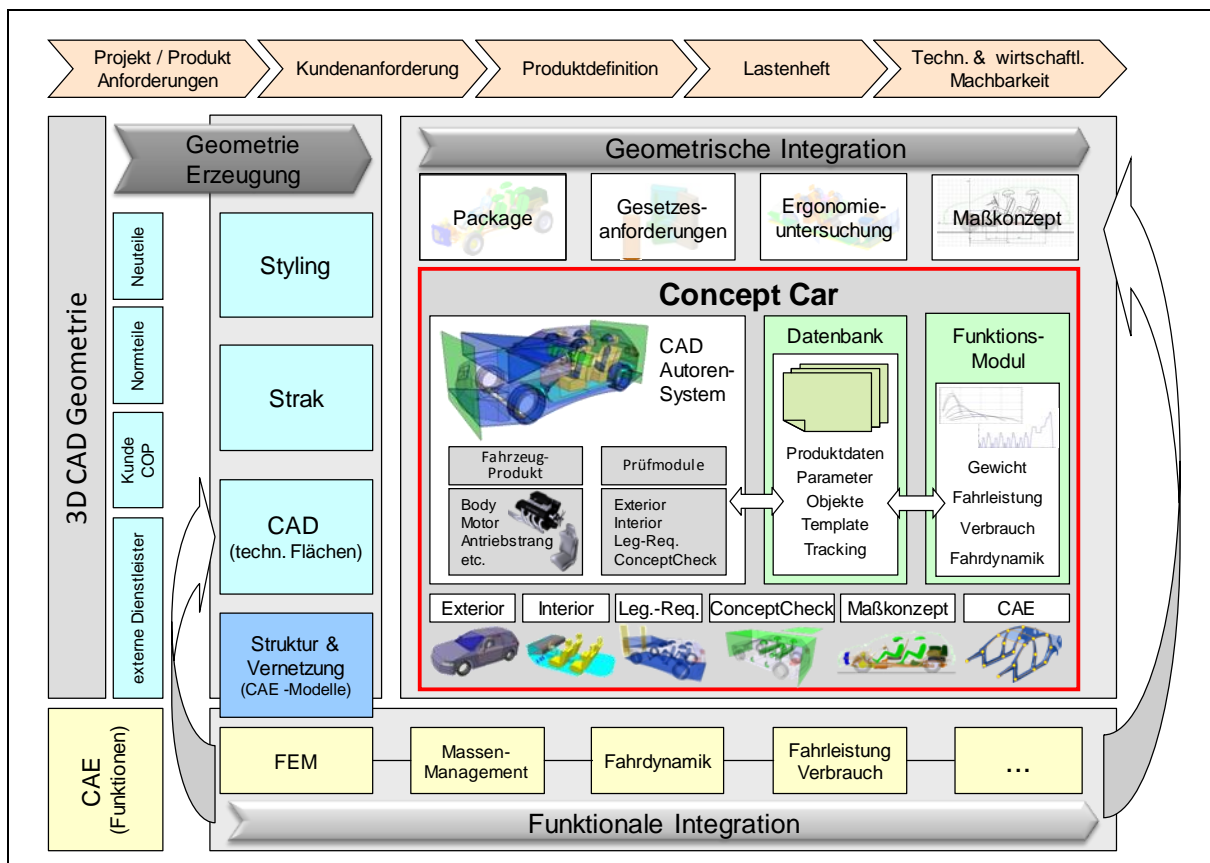 Projekt / Produkt
Anforderungen
Kundenanforderung
Produktdefinition
Lastenheft
Techn. & wirtschaftl.
Machbarkeit
3D CAD Geometrie
Geometrie
Erzeugung
Neuteile
Normteile
Kunde
COP
externe Dienstleister
Styling
Strak
CAD
(techn. Flächen)
Struktur &
Vernetzung
(CAE -Modelle)
Geometrische Integration
Package
Gesetzes-
anforderungen
Ergonomie-
untersuchung
Maßkonzept
Concept Car
CAD
Autoren-
System
Fahrzeug-
Produkt
Prüfmodule
Body
Motor
Antriebstrang
etc.
Exterior
Interior
Leg-Req.
ConceptCheck
Datenbank
Produktdaten
Parameter
Objekte
Template
Tracking
Funktions-
Modul
Gewicht
Fahrleistung
Verbrauch
Fahrdynamik
Exterior
Interior
Leg.-Req.
ConceptCheck
Maßkonzept
CAE
CAE
(Funktionen)
FEM
Massen-
Management
Fahrdynamik
Fahrleistung
Verbrauch
...
Funktionale Integration